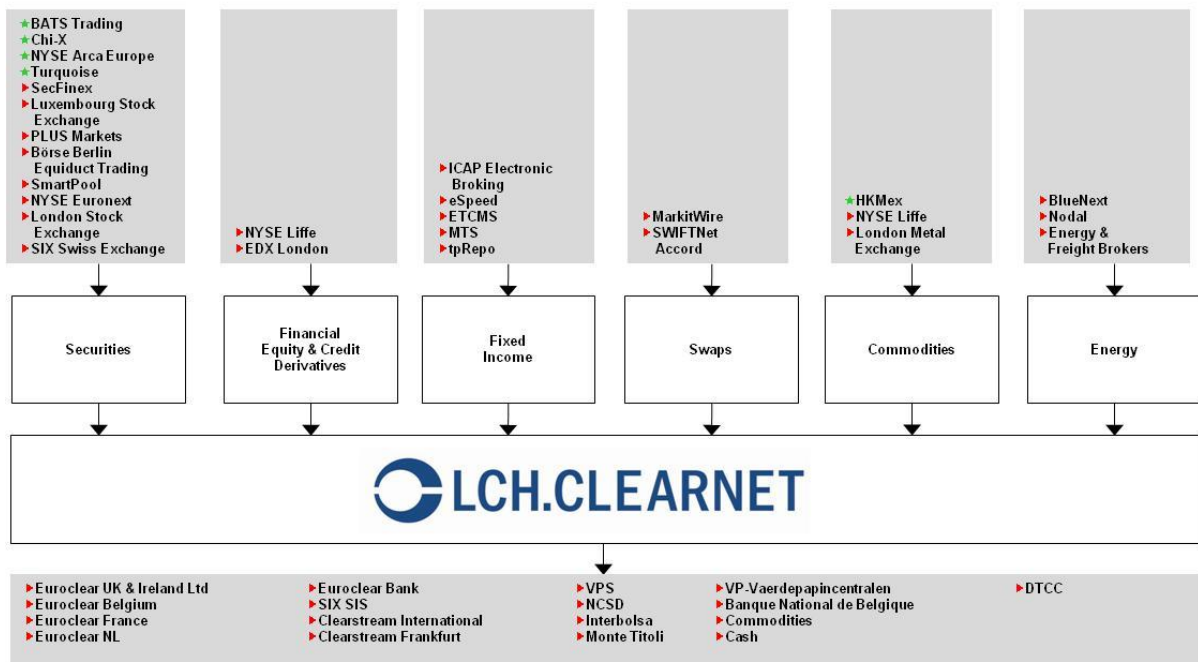 BATS Trading
Chi-X
NYSE Arca Europe
Turquoise
SecFinex
Luxembourg Stock
Exchange
PLUS Markets
Börse Berlin
Equiduct Trading
SmartPool
NYSE Euronext
London Stock
Exchange
SIX Swiss Exchange
NYSE Liffe
EDX London
ICAP Electronic
Broking
eSpeed
ETCMS
MTS
tpRepo
MarkitWire
SWIFTNet
Accord
HKMex
NYSE Liffe
London Metal
Exchange
BlueNext
Nodal
Energy &
Freight Brokers
Securities
Financial
Equity & Credit
Derivatives
Fixed
Income
Swaps
Commodities
Energy
LCH.CLEARNET
Euroclear UK & Ireland Ltd
Euroclear Belgium
Euroclear France
Euroclear NL
Euroclear Bank
SIX SIS
Clearstream International
Clearstream Frankfurt
VPS
NCSD
Interbolsa
Monte Titoli
VP-Vaerdepapincentralen
Banque National de Belgique
Commodities
Cash
DTCC